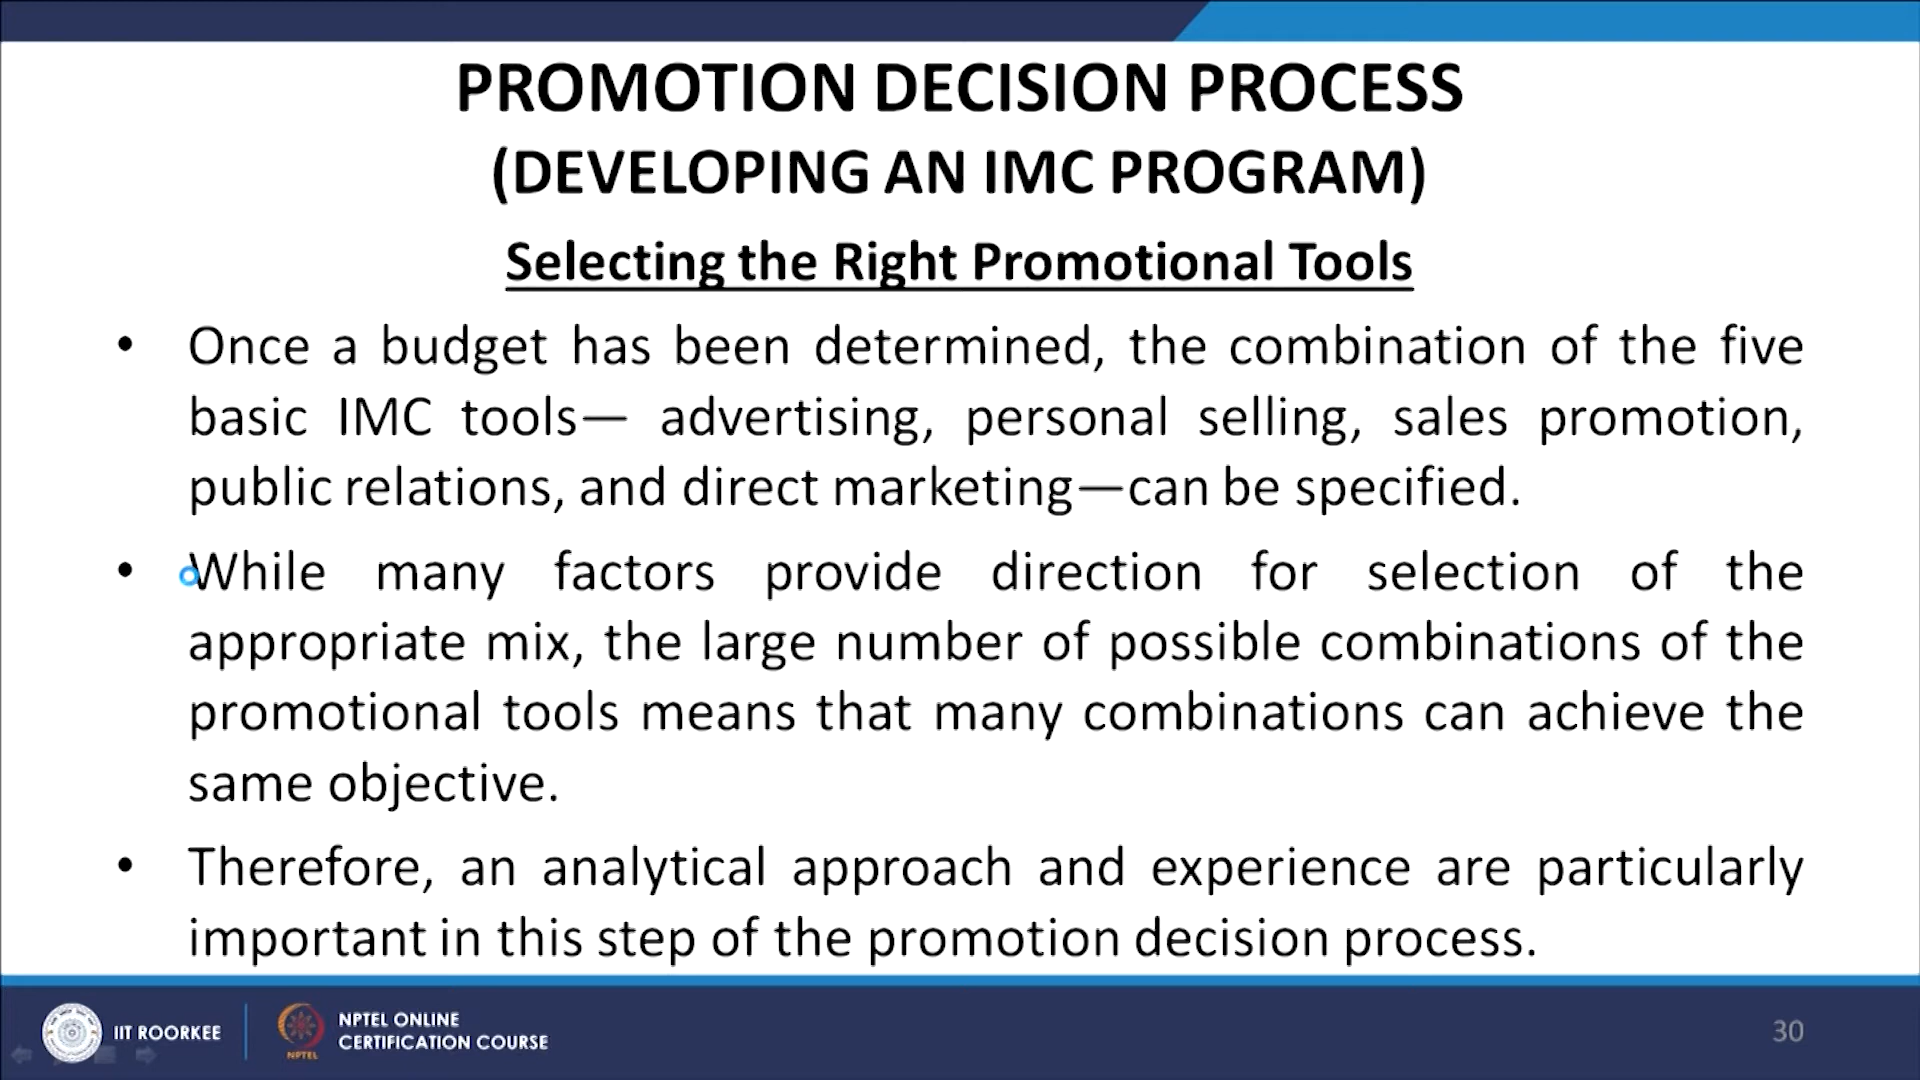 PROMOTION DECISION PROCESS
(DEVELOPING AN IMC PROGRAM)
Selecting the Right Promotional Tools
• Once a budget has been determined, the combination of the five
basic IMC tools— advertising, personal selling, sales promotion,
public relations, and direct marketing—can be specified.
• While many factors provide direction for selection of the
appropriate mix, the large number of possible combinations of the
promotional tools means that many combinations can achieve the
same objective.
• Therefore, an analytical approach and experience are particularly
important in this step of the promotion decision process.
IIT ROORKEE
NPTEL
NPTEL ONLINE
CERTIFICATION COURSE
30